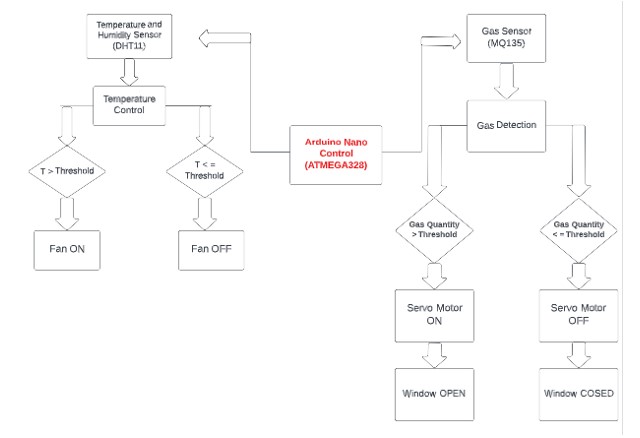 Temperature and
Humidity Sensor
(DHT11)
Gas Sensor
(MQ135)
Temperature
Control
Gas Detection
Arduino Nano
Control
(ATMEGA328)
T > Threshold
T < =
Threshold
Gas Quantity
> Threshold
Gas Quantity
< = Threshold
Fan ON
Fan OFF
Servo Motor
ON
Servo Motor
OFF
Window OPEN
Window COSED